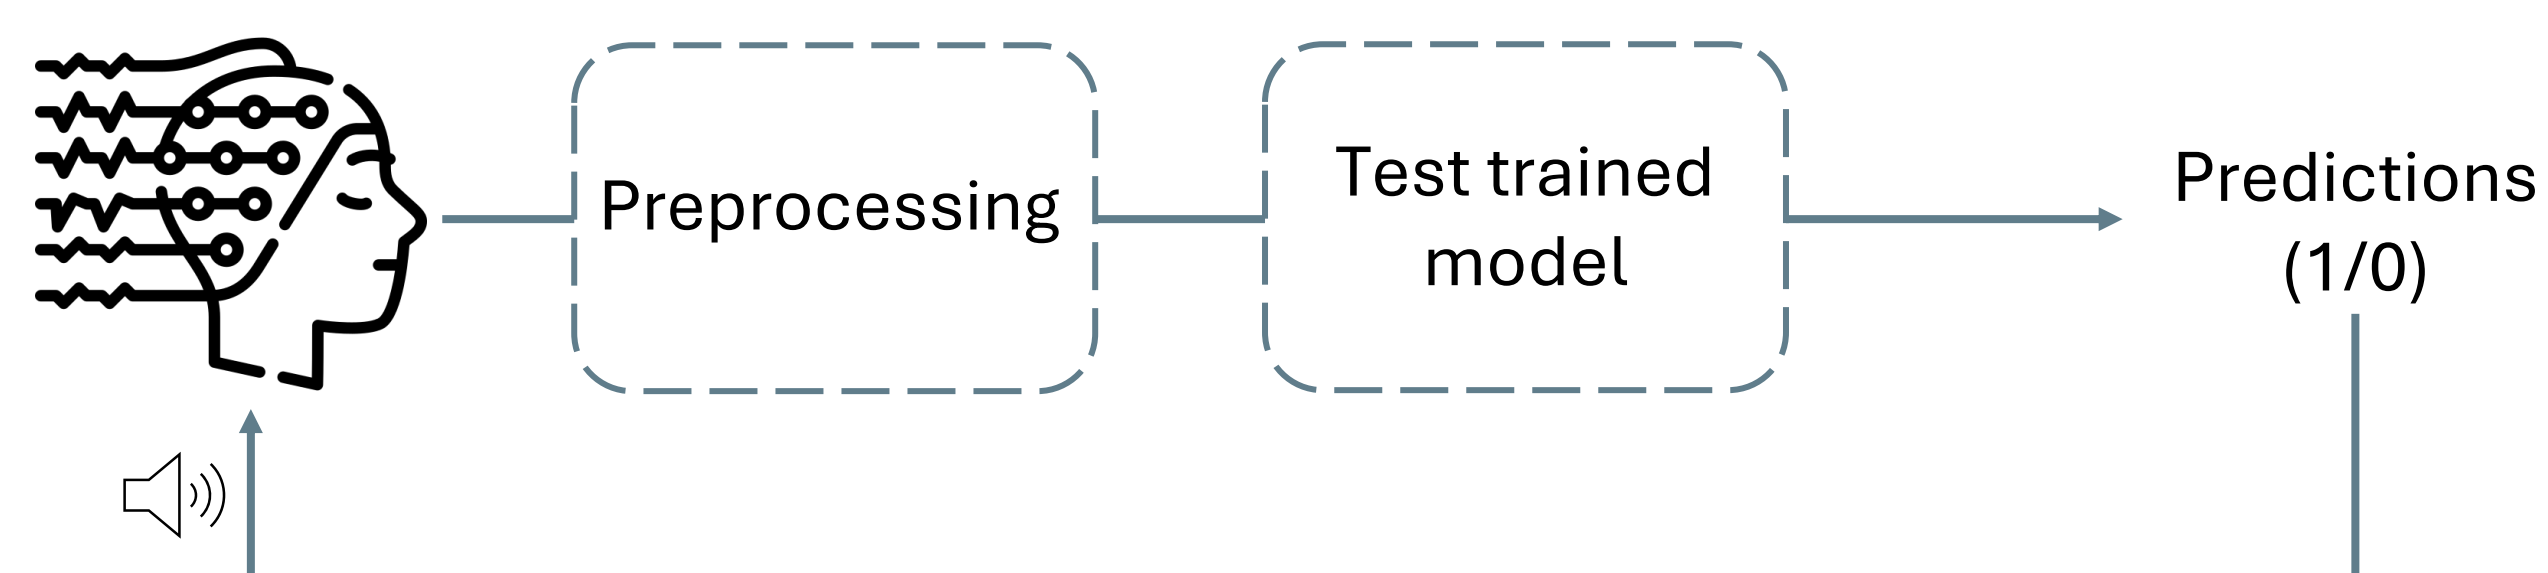 Preprocessing
Test trained
model
Predictions
(1/0)